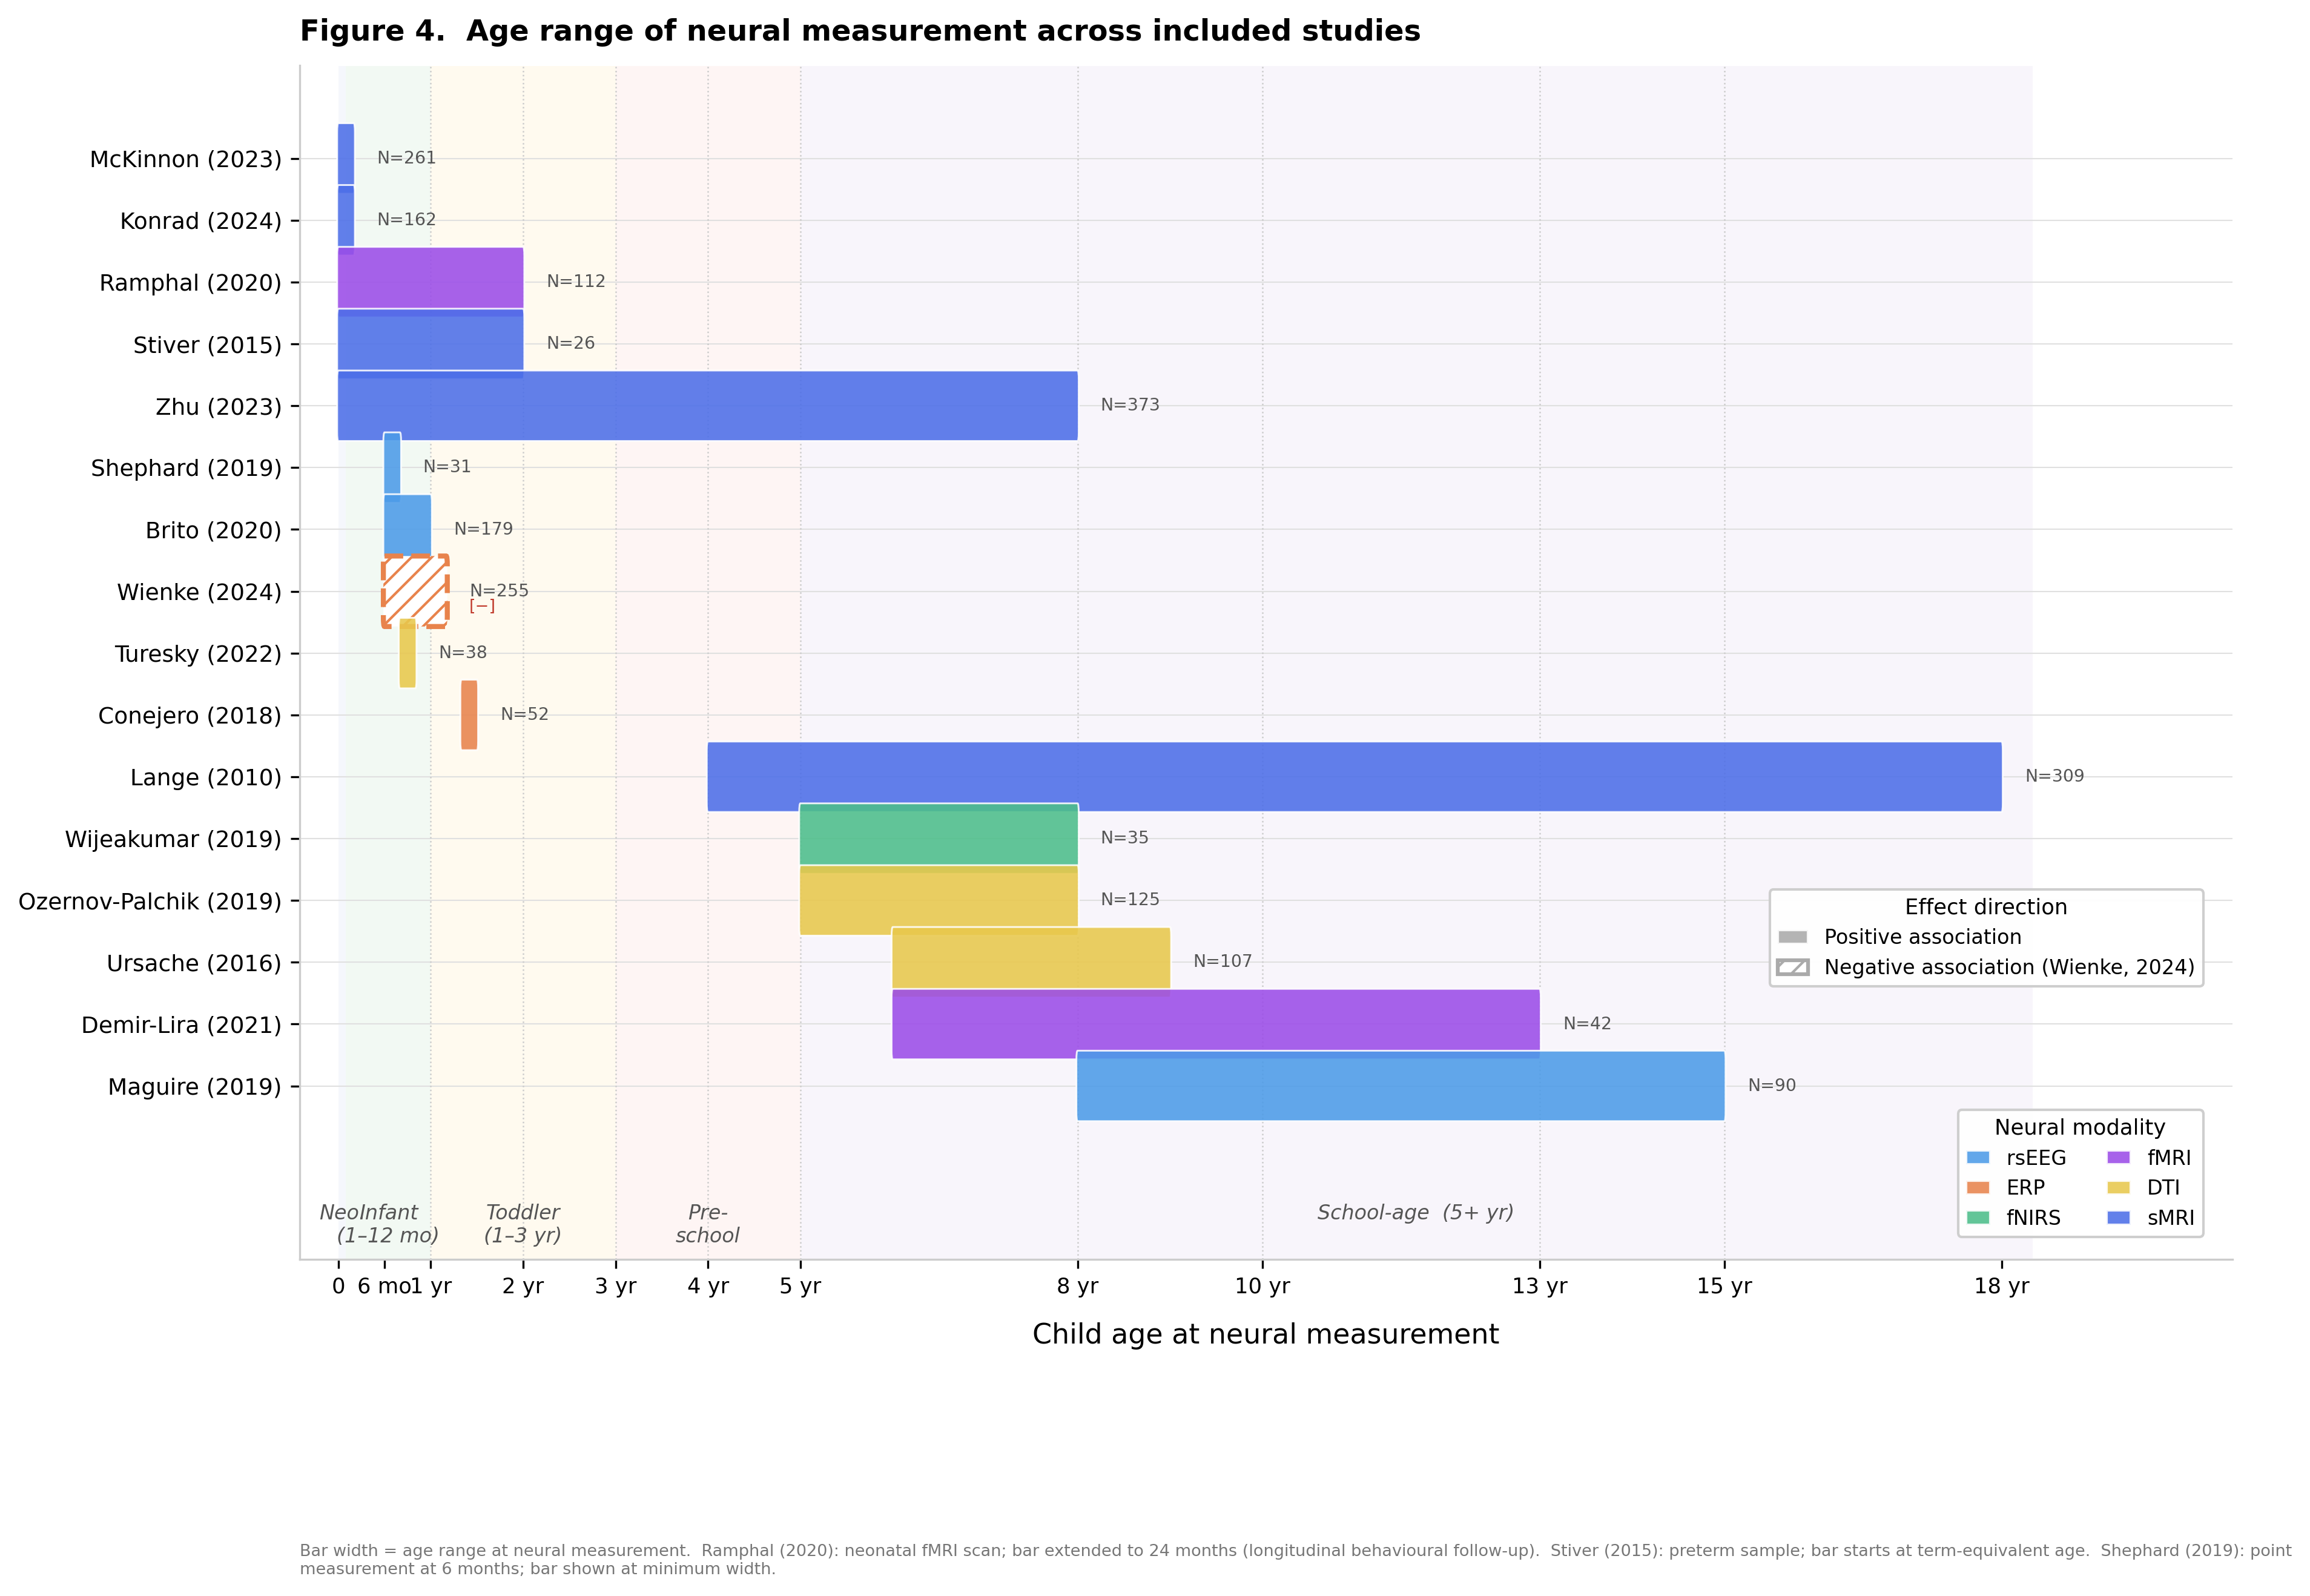 Figure 4.  Age range of neural measurement across included studies
McKinnon (2023)
N=261
Konrad (2024)
N=162
Ramphal (2020)
N=112
Stiver (2015)
N=26
Zhu (2023)
N=373
Shephard (2019)
N=31
Brito (2020)
N=179
Wienke (2024)
N=255
[−]
Turesky (2022)
N=38
Conejero (2018)
N=52
Lange (2010)
N=309
Wijeakumar (2019)
N=35
Ozernov-Palchik (2019)
N=125
Ursache (2016)
N=107
Demir-Lira (2021)
N=42
Maguire (2019)
N=90
Effect direction
Positive association
Negative association (Wienke, 2024)
Neural modality
rsEEG
ERP
fNIRS
fMRI
DTI
sMRI
Neo
Infant
(1–12 mo)
Toddler
(1–3 yr)
Pre-
school
School-age  (5+ yr)
0
6 mo
1 yr
2 yr
3 yr
4 yr
5 yr
8 yr
10 yr
13 yr
15 yr
18 yr
Child age at neural measurement
Bar width = age range at neural measurement.  Ramphal (2020): neonatal fMRI scan; bar extended to 24 months (longitudinal behavioural follow-up).  Stiver (2015): preterm sample; bar starts at term-equivalent age.  Shephard (2019): point
measurement at 6 months; bar shown at minimum width.